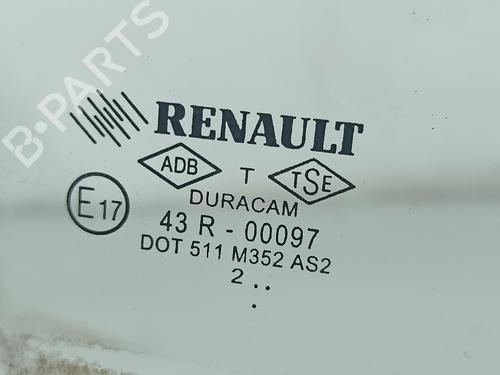 B-PARTS
RENAULT
ADB T TSE
DURACAM
E17
43 R - 00097
DOT 511 M352 AS2
2 ..
.